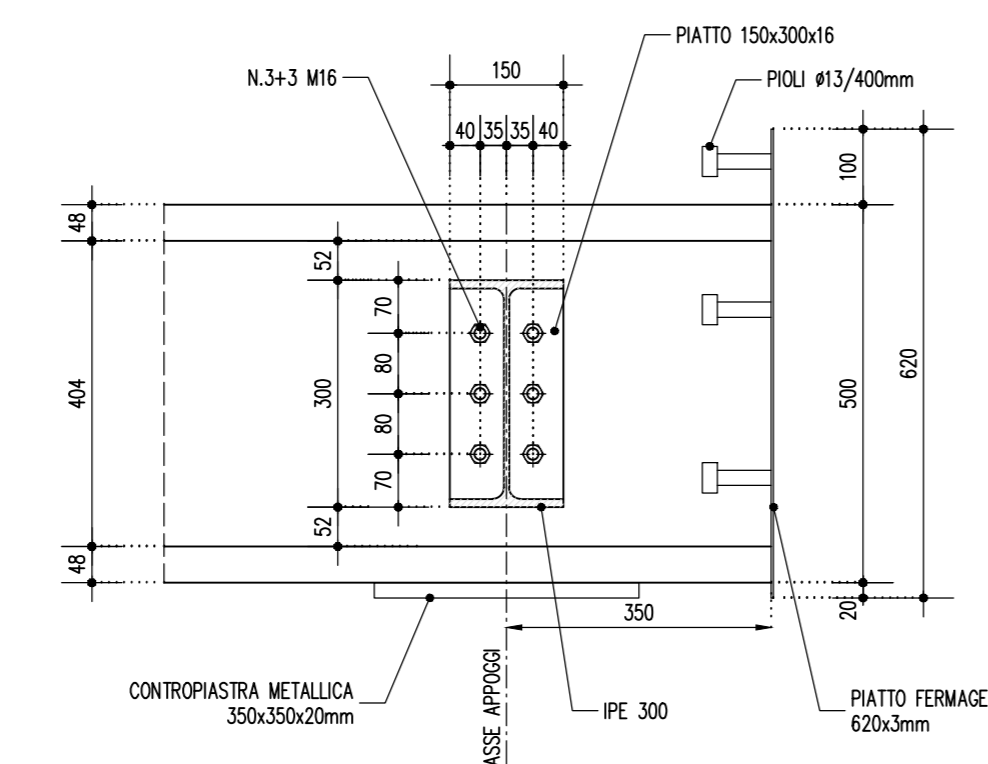 PIATTO 150x300x16
N.3+3 M16
150
PIOLI ø13/400mm
40 35 35 40
100
48
52
70
80
404
300
80
500
620
70
52
48
20
350
CONTROPIASTRA METALLICA
350x350x20mm
ASSE APPOGGI
IPE 300
PIATTO FERMAGE
620x3mm